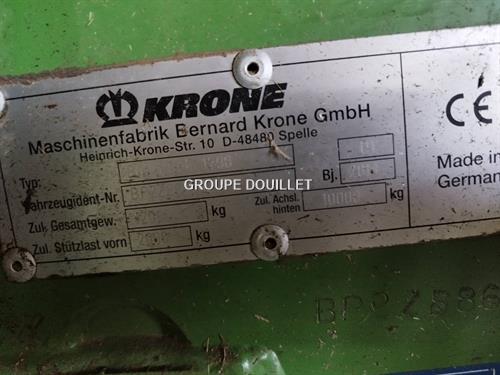 KRONE
Maschinenfabrik Bernard Krone GmbH
Heinrich-Krone-Str. 10 D-48480 Spelle
CE
Typ:
GROUPE DOUILLET
Fahrzeugident-Nr. Bj.
Zul. Gesamtgew. kg Zul. Achsl. hinten 10000 kg
Zul. Stützlast vorn kg
Made in
German